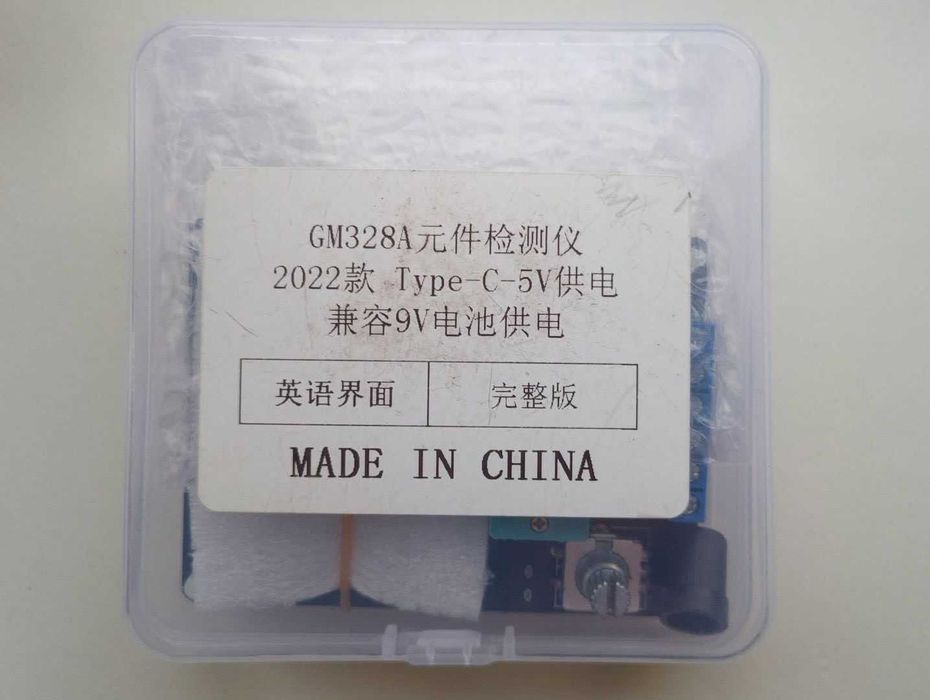 GM328A元件检测仪
2022款 Type-C-5V供电
兼容9V电池供电
英语界面 完整版
MADE IN CHINA